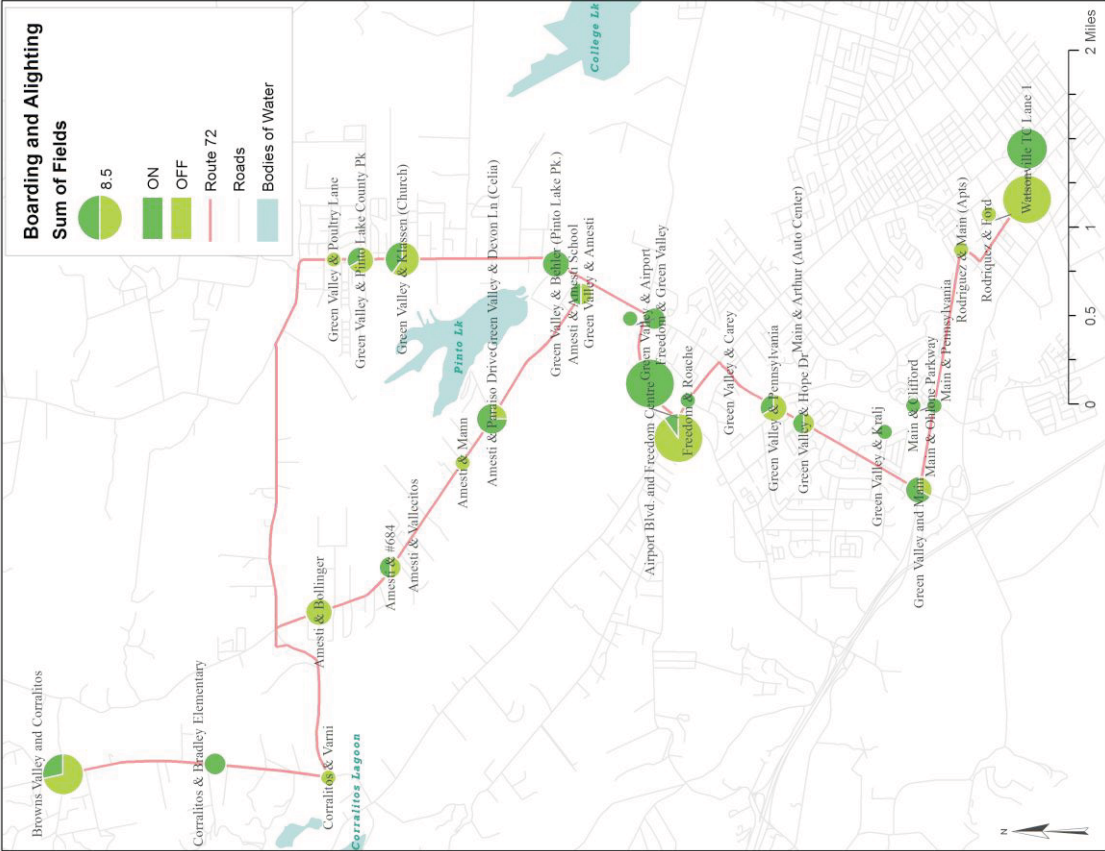 Boarding and Alighting
Sum of Fields
8.5
ON
OFF
Route 72
Roads
Bodies of Water
College Lk
Browns Valley and Corralitos
Corralitos & Bradley Elementary
Corralitos & Varni
Corralitos Lagoon
Amesti & Bollinger
Amesti & #684
Amesti & Vallecitos
Amesti & Mann
Amesti & Paraiso Drive
Pinto Lk
Green Valley & Poultry Lane
Green Valley & Pinto Lake County Pk
Green Valley & Klassen (Church)
Green Valley & Devon Ln (Celia)
Green Valley & Behler (Pinto Lake Pk.)
Amesti & Amesti School
Green Valley & Amesti
Green Valley & Airport
Freedom & Green Valley
Airport Blvd. and Freedom Centre
Freedom & Roache
Green Valley & Carey
Green Valley & Pennsylvania
Green Valley & Hope Dr
Main & Arthur (Auto Center)
Green Valley & Kralj
Green Valley and Main
Main & Clifford
Main & Ohlone Parkway
Main & Pennsylvania
Rodriguez & Main (Apts)
Rodriquez & Ford
Watsonville TC Lane 1
N
0 0.5 1 2 Miles